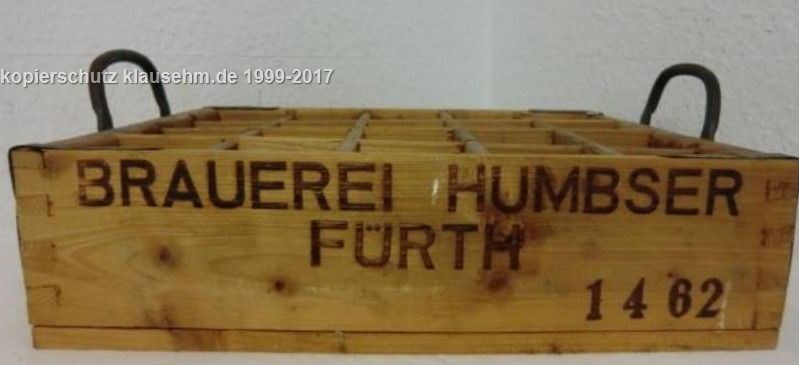 kopierschutz klausehm.de 1999-2017
BRAUEREI HUMBSER
FÜRTH
1462